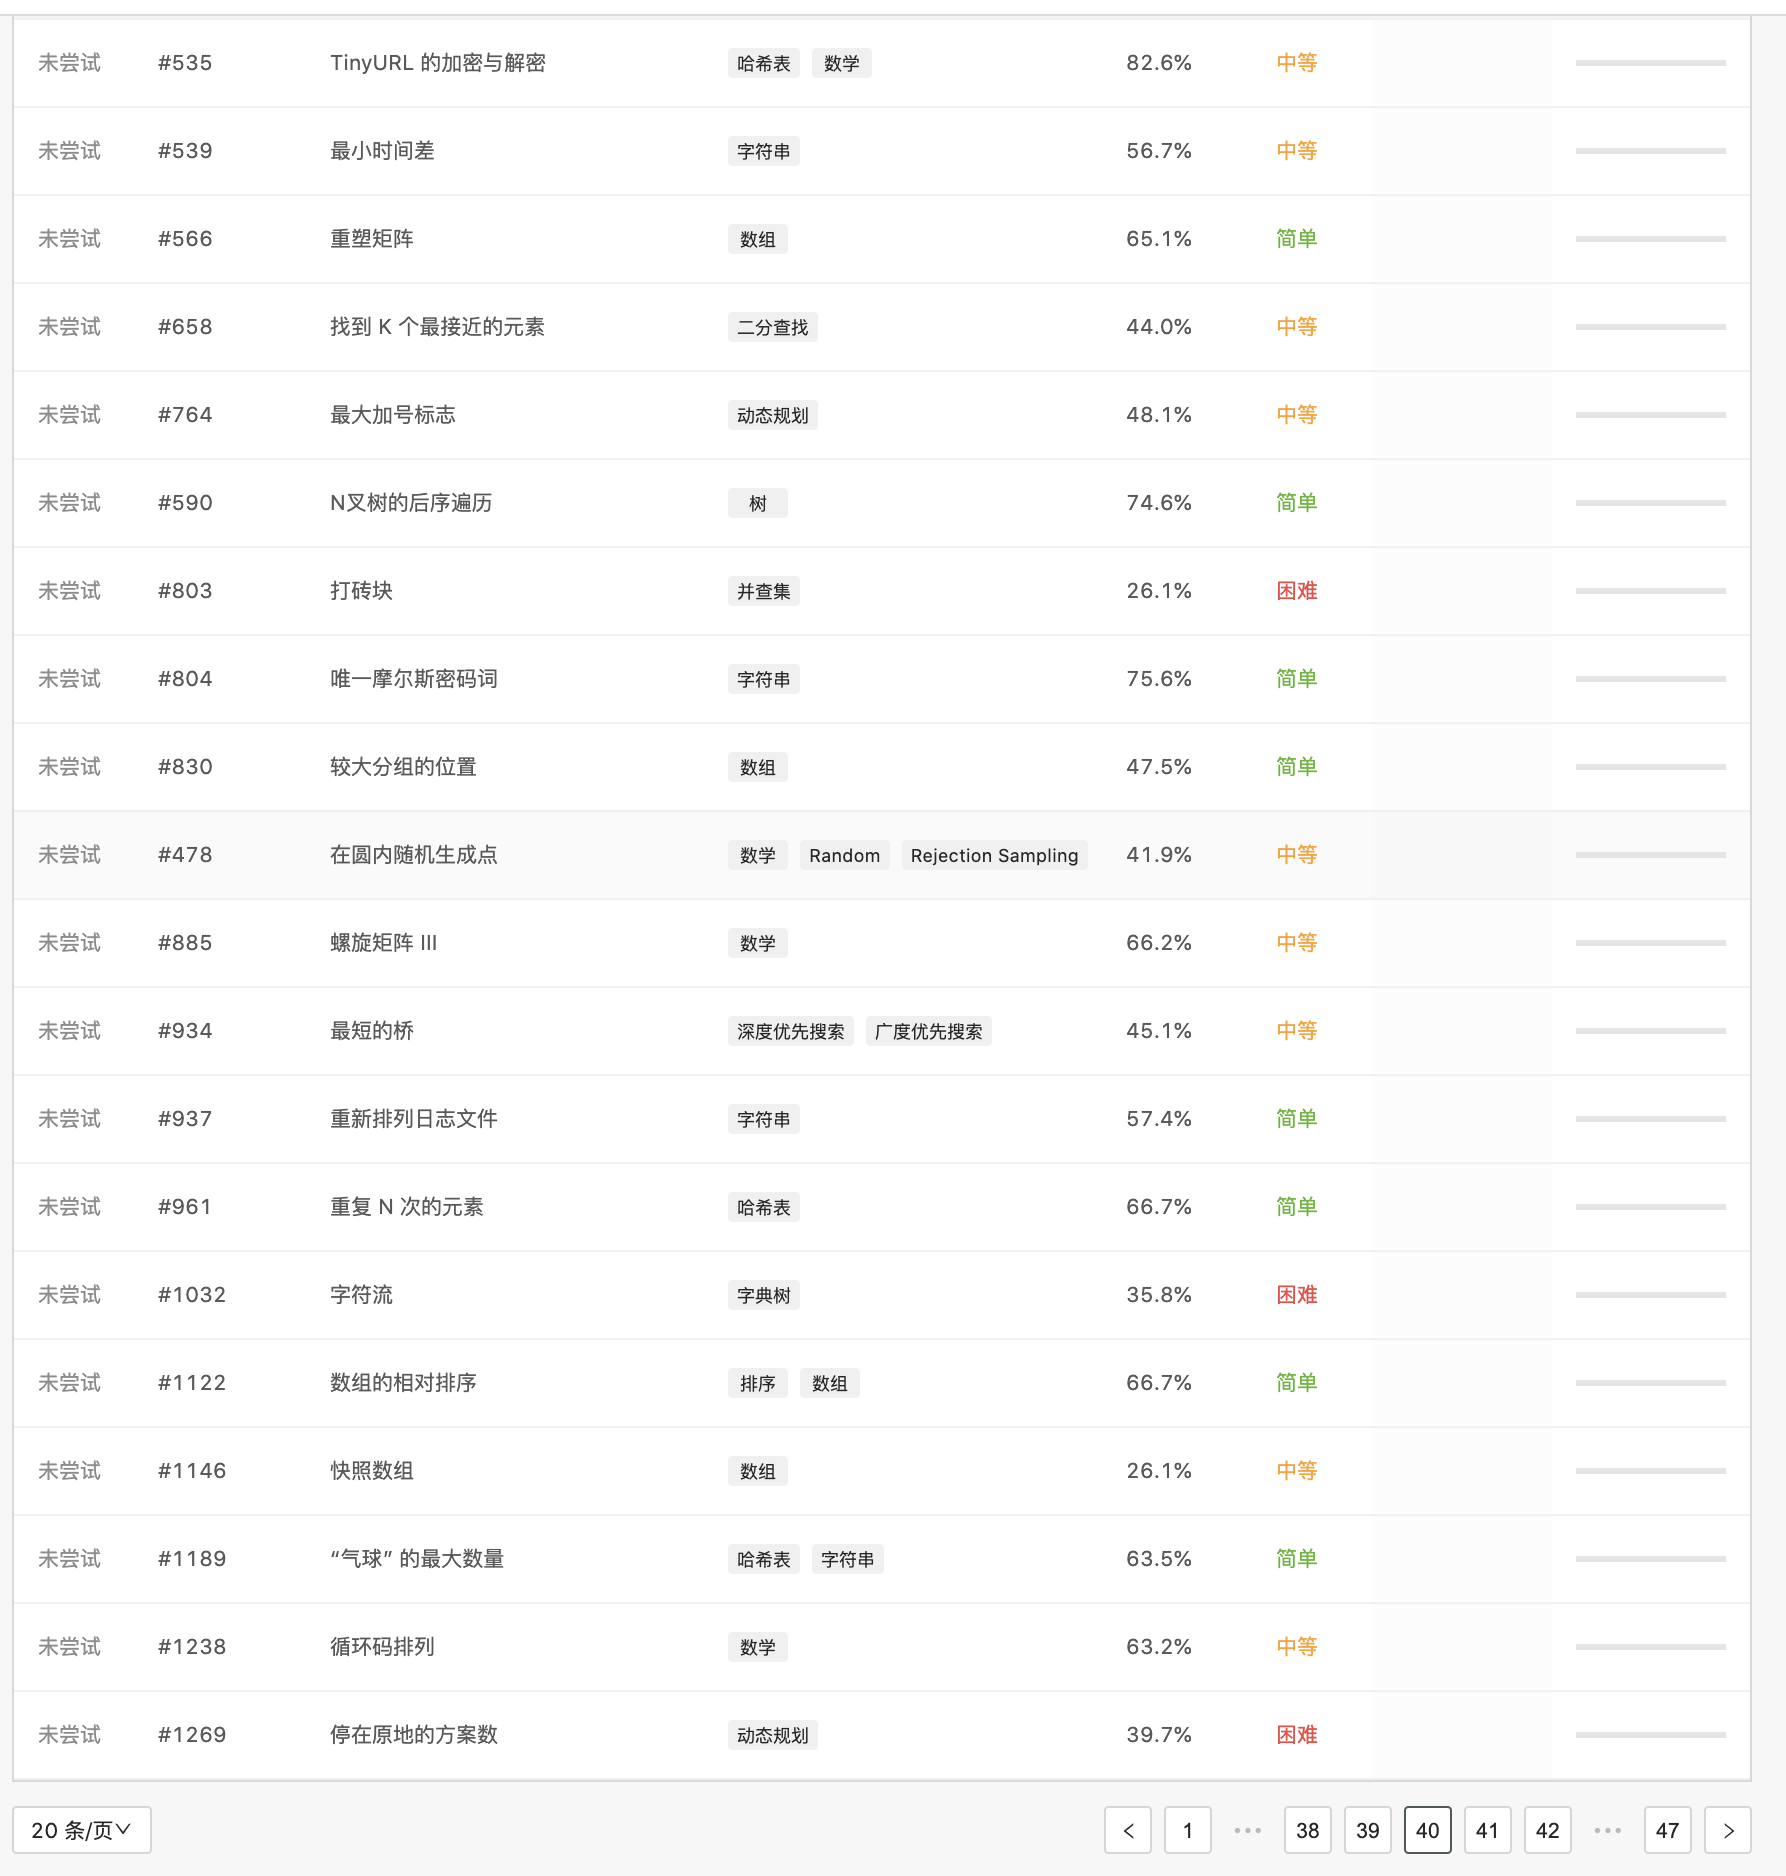 未尝试 #535 TinyURL 的加密与解密 哈希表 数学 82.6% 中等
未尝试 #539 最小时间差 字符串 56.7% 中等
未尝试 #566 重塑矩阵 数组 65.1% 简单
未尝试 #658 找到 K 个最接近的元素 二分查找 44.0% 中等
未尝试 #764 最大加号标志 动态规划 48.1% 中等
未尝试 #590 N叉树的后序遍历 树 74.6% 简单
未尝试 #803 打砖块 并查集 26.1% 困难
未尝试 #804 唯一摩尔斯密码词 字符串 75.6% 简单
未尝试 #830 较大分组的位置 数组 47.5% 简单
未尝试 #478 在圆内随机生成点 数学 Random Rejection Sampling 41.9% 中等
未尝试 #885 螺旋矩阵 III 数学 66.2% 中等
未尝试 #934 最短的桥 深度优先搜索 广度优先搜索 45.1% 中等
未尝试 #937 重新排列日志文件 字符串 57.4% 简单
未尝试 #961 重复 N 次的元素 哈希表 66.7% 简单
未尝试 #1032 字符流 字典树 35.8% 困难
未尝试 #1122 数组的相对排序 排序 数组 66.7% 简单
未尝试 #1146 快照数组 数组 26.1% 中等
未尝试 #1189 “气球” 的最大数量 哈希表 字符串 63.5% 简单
未尝试 #1238 循环码排列 数学 63.2% 中等
未尝试 #1269 停在原地的方案数 动态规划 39.7% 困难
20 条/页 < 1 ••• 38 39 40 41 42 ••• 47 >